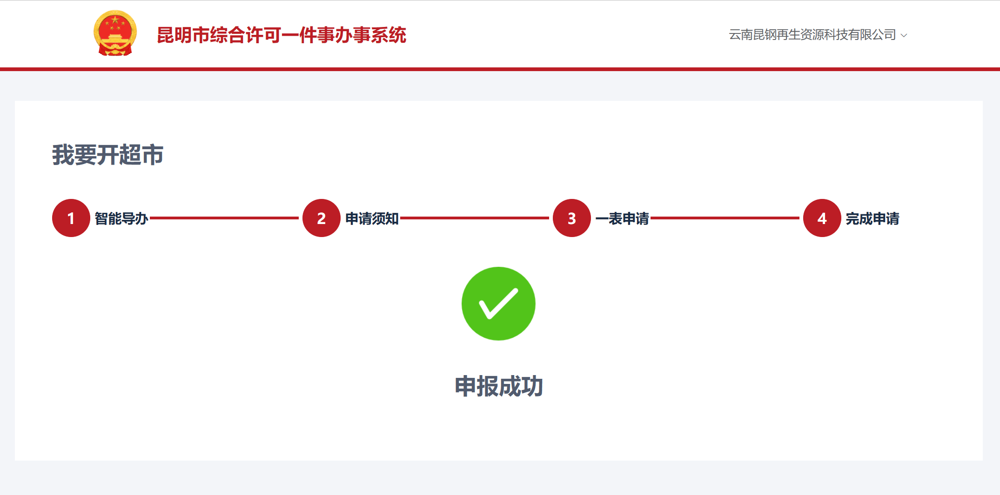 昆明市综合许可一件事办事系统
云南昆钢再生资源科技有限公司
我要开超市
1 智能导办 2 申请须知 3 一表申请 4 完成申请
申报成功